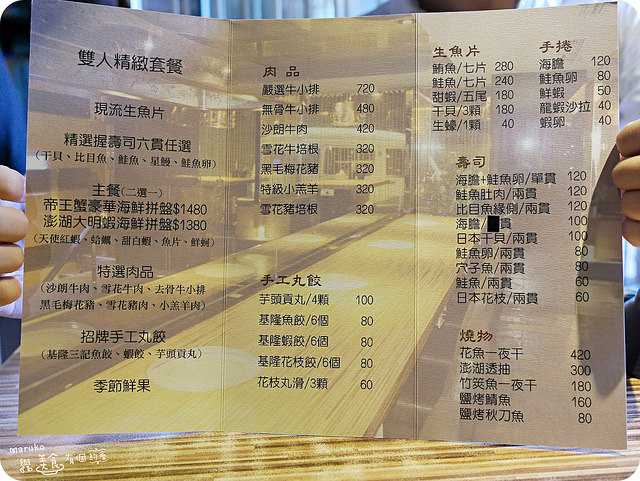 雙人精緻套餐
現流生魚片
精選握壽司六貫任選
(干貝、比目魚、鮭魚、星鰻、鮭魚卵)
主餐(二選一)
帝王蟹豪華海鮮拼盤$1480
澎湖大明蝦海鮮拼盤$1380
(天使紅蝦、蛤蠣、甜白蝦、魚片、鮮蚵)
特選肉品
(沙朗牛肉、雪花牛肉、去骨牛小排
黑毛梅花豬、雪花豬肉、小羔羊肉)
招牌手工丸餃
(基隆三記魚餃、蝦餃、芋頭貢丸)
季節鮮果
肉品
嚴選牛小排 720
無骨牛小排 480
沙朗牛肉 420
雪花牛培根 320
黑毛梅花豬 320
特級小羔羊 320
雪花豬培根 320
手工丸餃
芋頭貢丸/4顆 100
基隆魚餃/6個 80
基隆蝦餃/6個 80
基隆花枝餃/6個 80
花枝丸滑/3顆 60
生魚片
鮪魚/七片 280
鮭魚/七片 240
甜蝦/五尾 180
干貝/3顆 180
生蠔/1顆 40
手捲
海膽 120
鮭魚卵 80
鮮蝦 50
龍蝦沙拉 40
蝦卵 40
壽司
海膽+鮭魚卵/單貫 120
鮭魚肚肉/兩貫 120
比目魚緣側/兩貫 120
海膽/ 貫 100
日本干貝/兩貫 100
鮭魚卵/兩貫 80
穴子魚/兩貫 80
鮭魚/兩貫 60
日本花枝/兩貫 60
燒物
花魚一夜干 420
澎湖透抽 300
竹筴魚一夜干 180
鹽烤鯖魚 160
鹽烤秋刀魚 80
maruko
美食有個窩